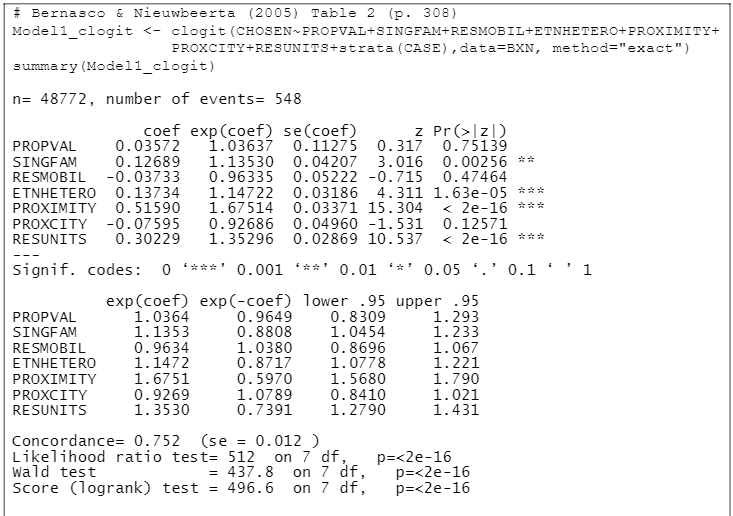 # Bernasco & Nieuwbeerta (2005) Table 2 (p. 308)
Model1_clogit <- clogit(CHOSEN~PROPVAL+SINGFAM+RESMOBIL+ETNHETERO+PROXIMITY+
PROXCITY+RESUNITS+strata(CASE),data=BXN, method="exact")
summary(Model1_clogit)
n= 48772, number of events= 548
coef exp(coef) se(coef) z Pr(>|z|)
PROPVAL 0.03572 1.03637 0.11275 0.317 0.75139
SINGFAM 0.12689 1.13530 0.04207 3.016 0.00256 **
RESMOBIL -0.03733 0.96335 0.05222 -0.715 0.47464
ETNHETERO 0.13734 1.14722 0.03186 4.311 1.63e-05 ***
PROXIMITY 0.51590 1.67514 0.03371 15.304 < 2e-16 ***
PROXCITY -0.07595 0.92686 0.04960 -1.531 0.12571
RESUNITS 0.30229 1.35296 0.02869 10.537 < 2e-16 ***
---
Signif. codes: 0 ‘***’ 0.001 ‘**’ 0.01 ‘*’ 0.05 ‘.’ 0.1 ‘ ’ 1
exp(coef) exp(-coef) lower .95 upper .95
PROPVAL 1.0364 0.9649 0.8309 1.293
SINGFAM 1.1353 0.8808 1.0454 1.233
RESMOBIL 0.9634 1.0380 0.8696 1.067
ETNHETERO 1.1472 0.8717 1.0778 1.221
PROXIMITY 1.6751 0.5970 1.5680 1.790
PROXCITY 0.9269 1.0789 0.8410 1.021
RESUNITS 1.3530 0.7391 1.2790 1.431
Concordance= 0.752 (se = 0.012 )
Likelihood ratio test= 512 on 7 df, p=<2e-16
Wald test = 437.8 on 7 df, p=<2e-16
Score (logrank) test = 496.6 on 7 df, p=<2e-16